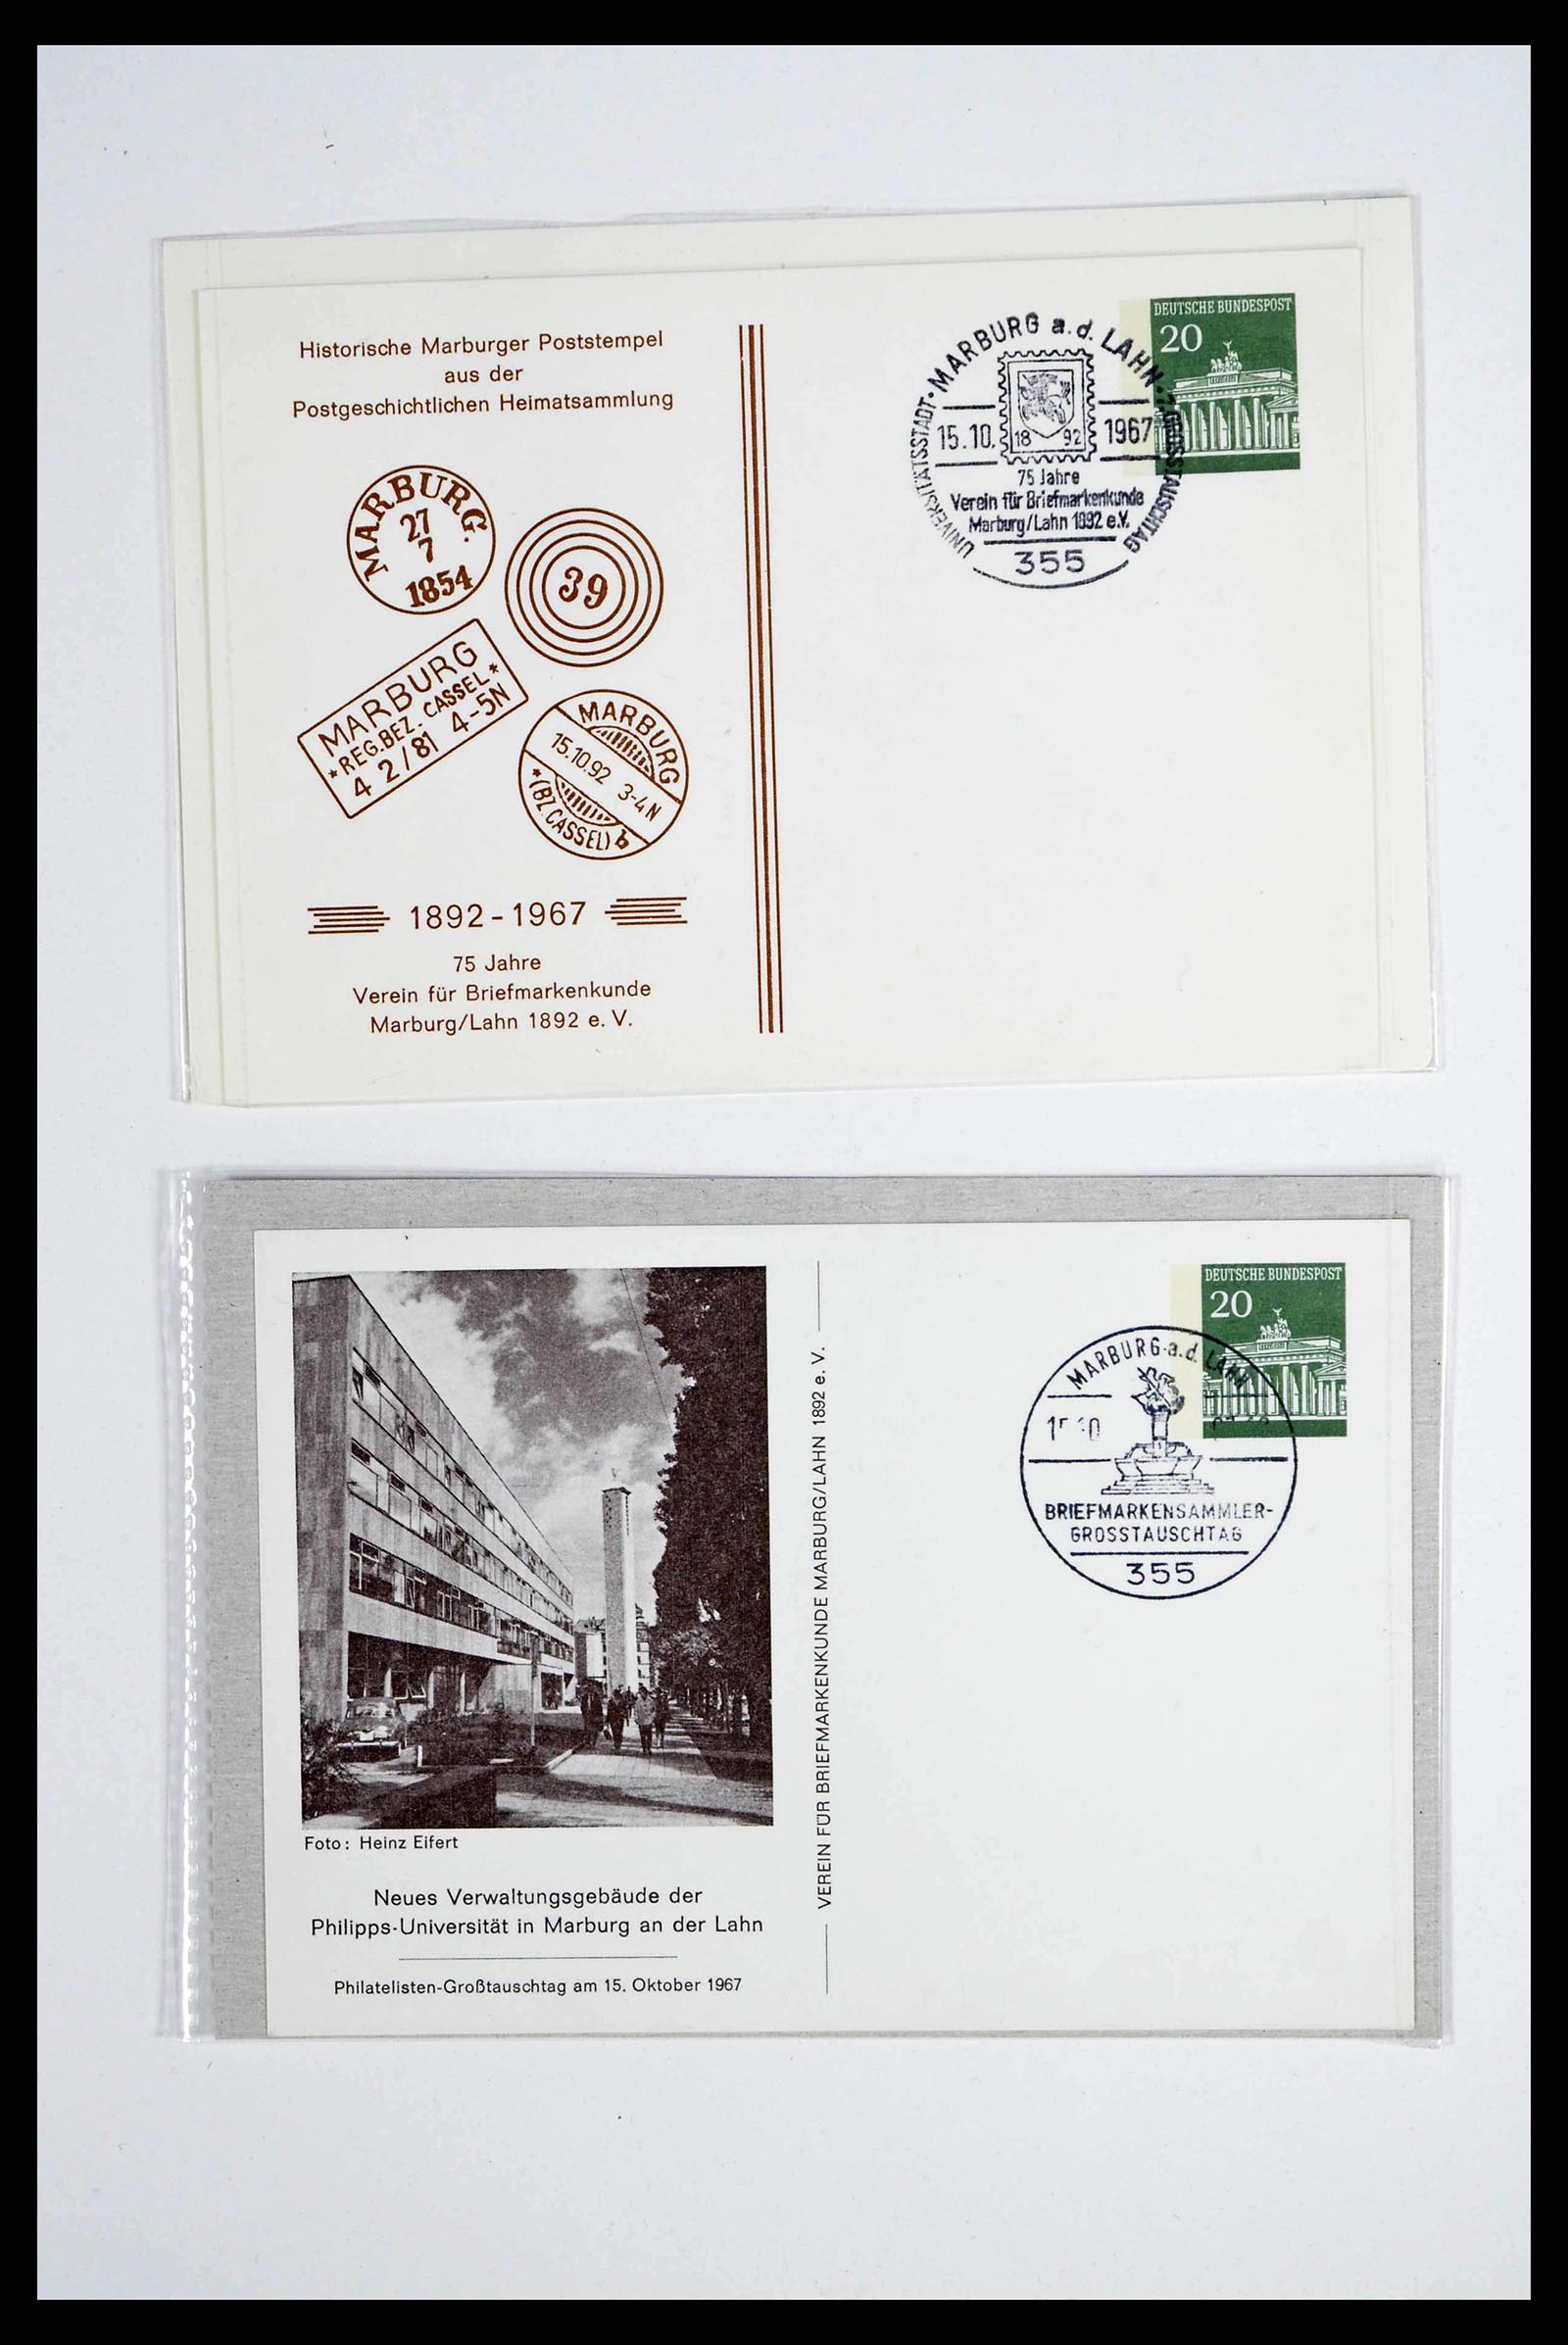 Historische Marburger Poststempel
aus der
Postgeschichtlichen Heimatsammlung
MARBURG.
27
7
1854
39
MARBURG
*REG.BEZ. CASSEL*
4 2/81 4-5N
MARBURG
15.10.92 3-4N
*(BZ.CASSEL) b
1892-1967
75 Jahre
Verein für Briefmarkenkunde
Marburg/Lahn 1892 e. V.
UNIVERSITÄTSSTADT • MARBURG a.d. LAHN • GROSSTAUSCHTAG
15.10. 1967
18 92
75 Jahre
Verein für Briefmarkenkunde
Marburg/Lahn 1892 e.V.
355
DEUTSCHE BUNDESPOST
20
Foto: Heinz Eifert
Neues Verwaltungsgebäude der
Philipps-Universität in Marburg an der Lahn
Philatelisten-Großtauschtag am 15. Oktober 1967
VEREIN FÜR BRIEFMARKENKUNDE MARBURG/LAHN 1892 e. V.
DEUTSCHE BUNDESPOST
20
MARBURG a.d. LAHN
BRIEFMARKENSAMMLER-
GROSSTAUSCHTAG
355